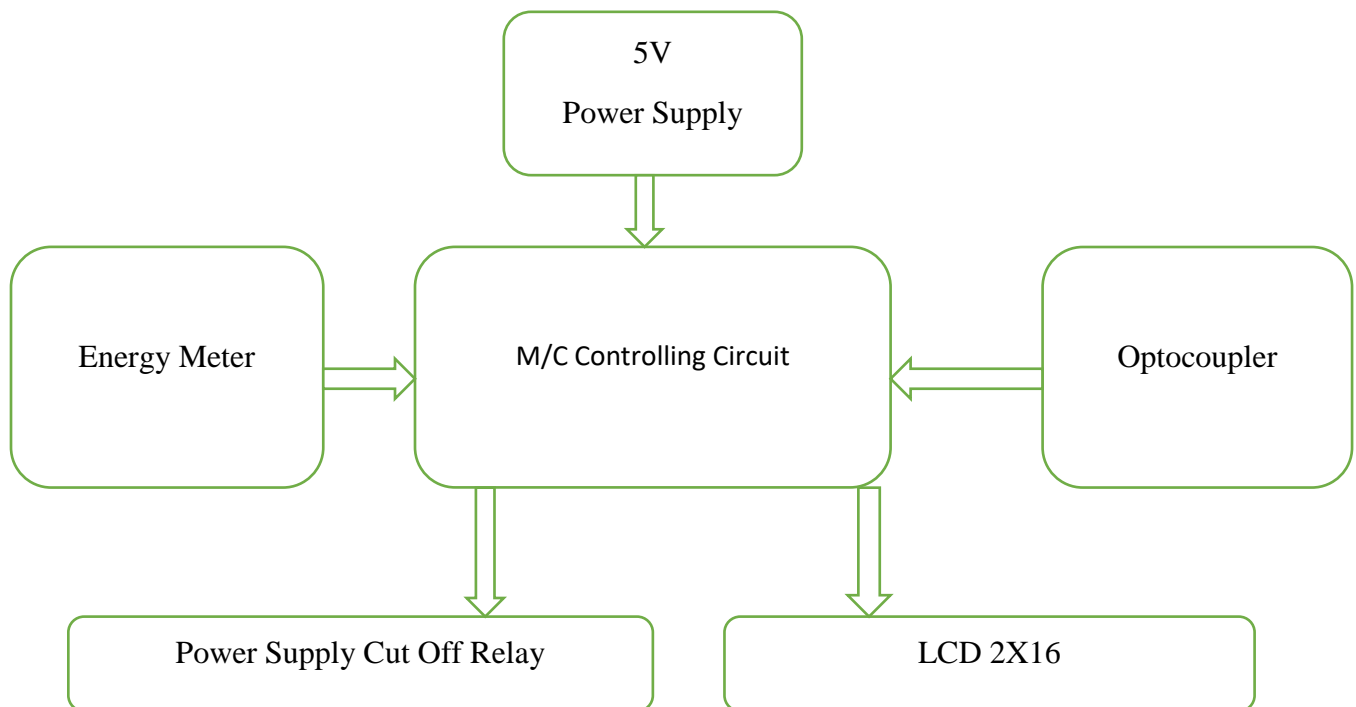 5V
Power Supply
Energy Meter
M/C Controlling Circuit
Optocoupler
Power Supply Cut Off Relay
LCD 2X16